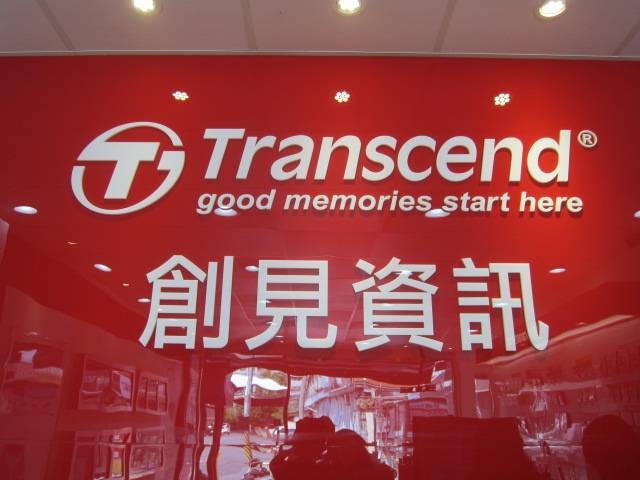 Transcend®
good memories start here
創見資訊